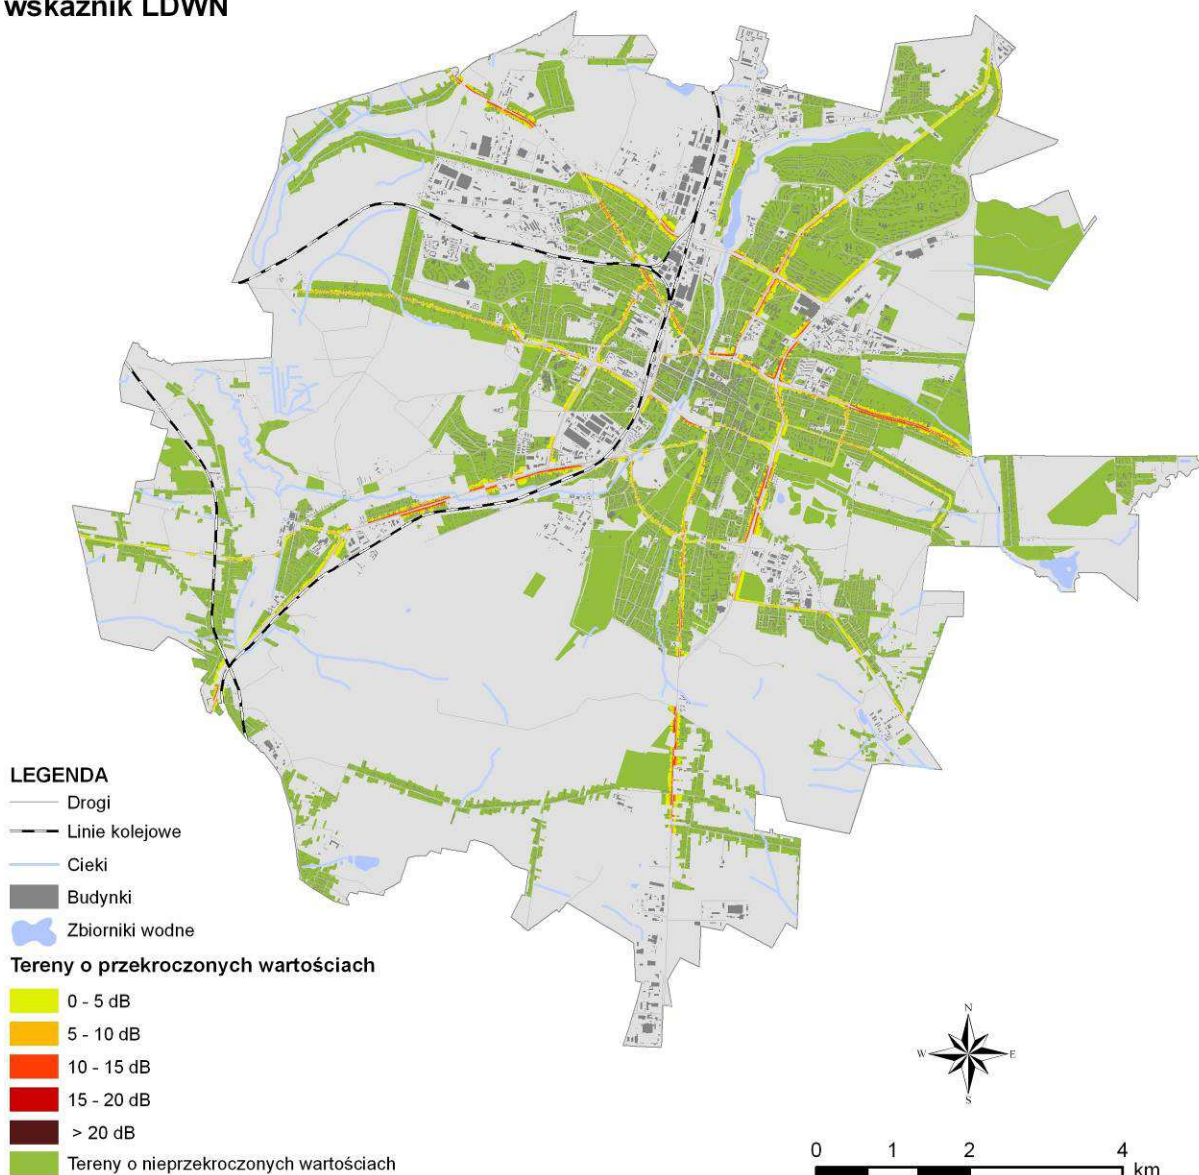 wskaźnik LDWN
LEGENDA
Drogi
Linie kolejowe
Cieki
Budynki
Zbiorniki wodne
Tereny o przekroczonych wartościach
0 - 5 dB
5 - 10 dB
10 - 15 dB
15 - 20 dB
> 20 dB
Tereny o nieprzekroczonych wartościach
N
W E
S
0 1 2 4
km